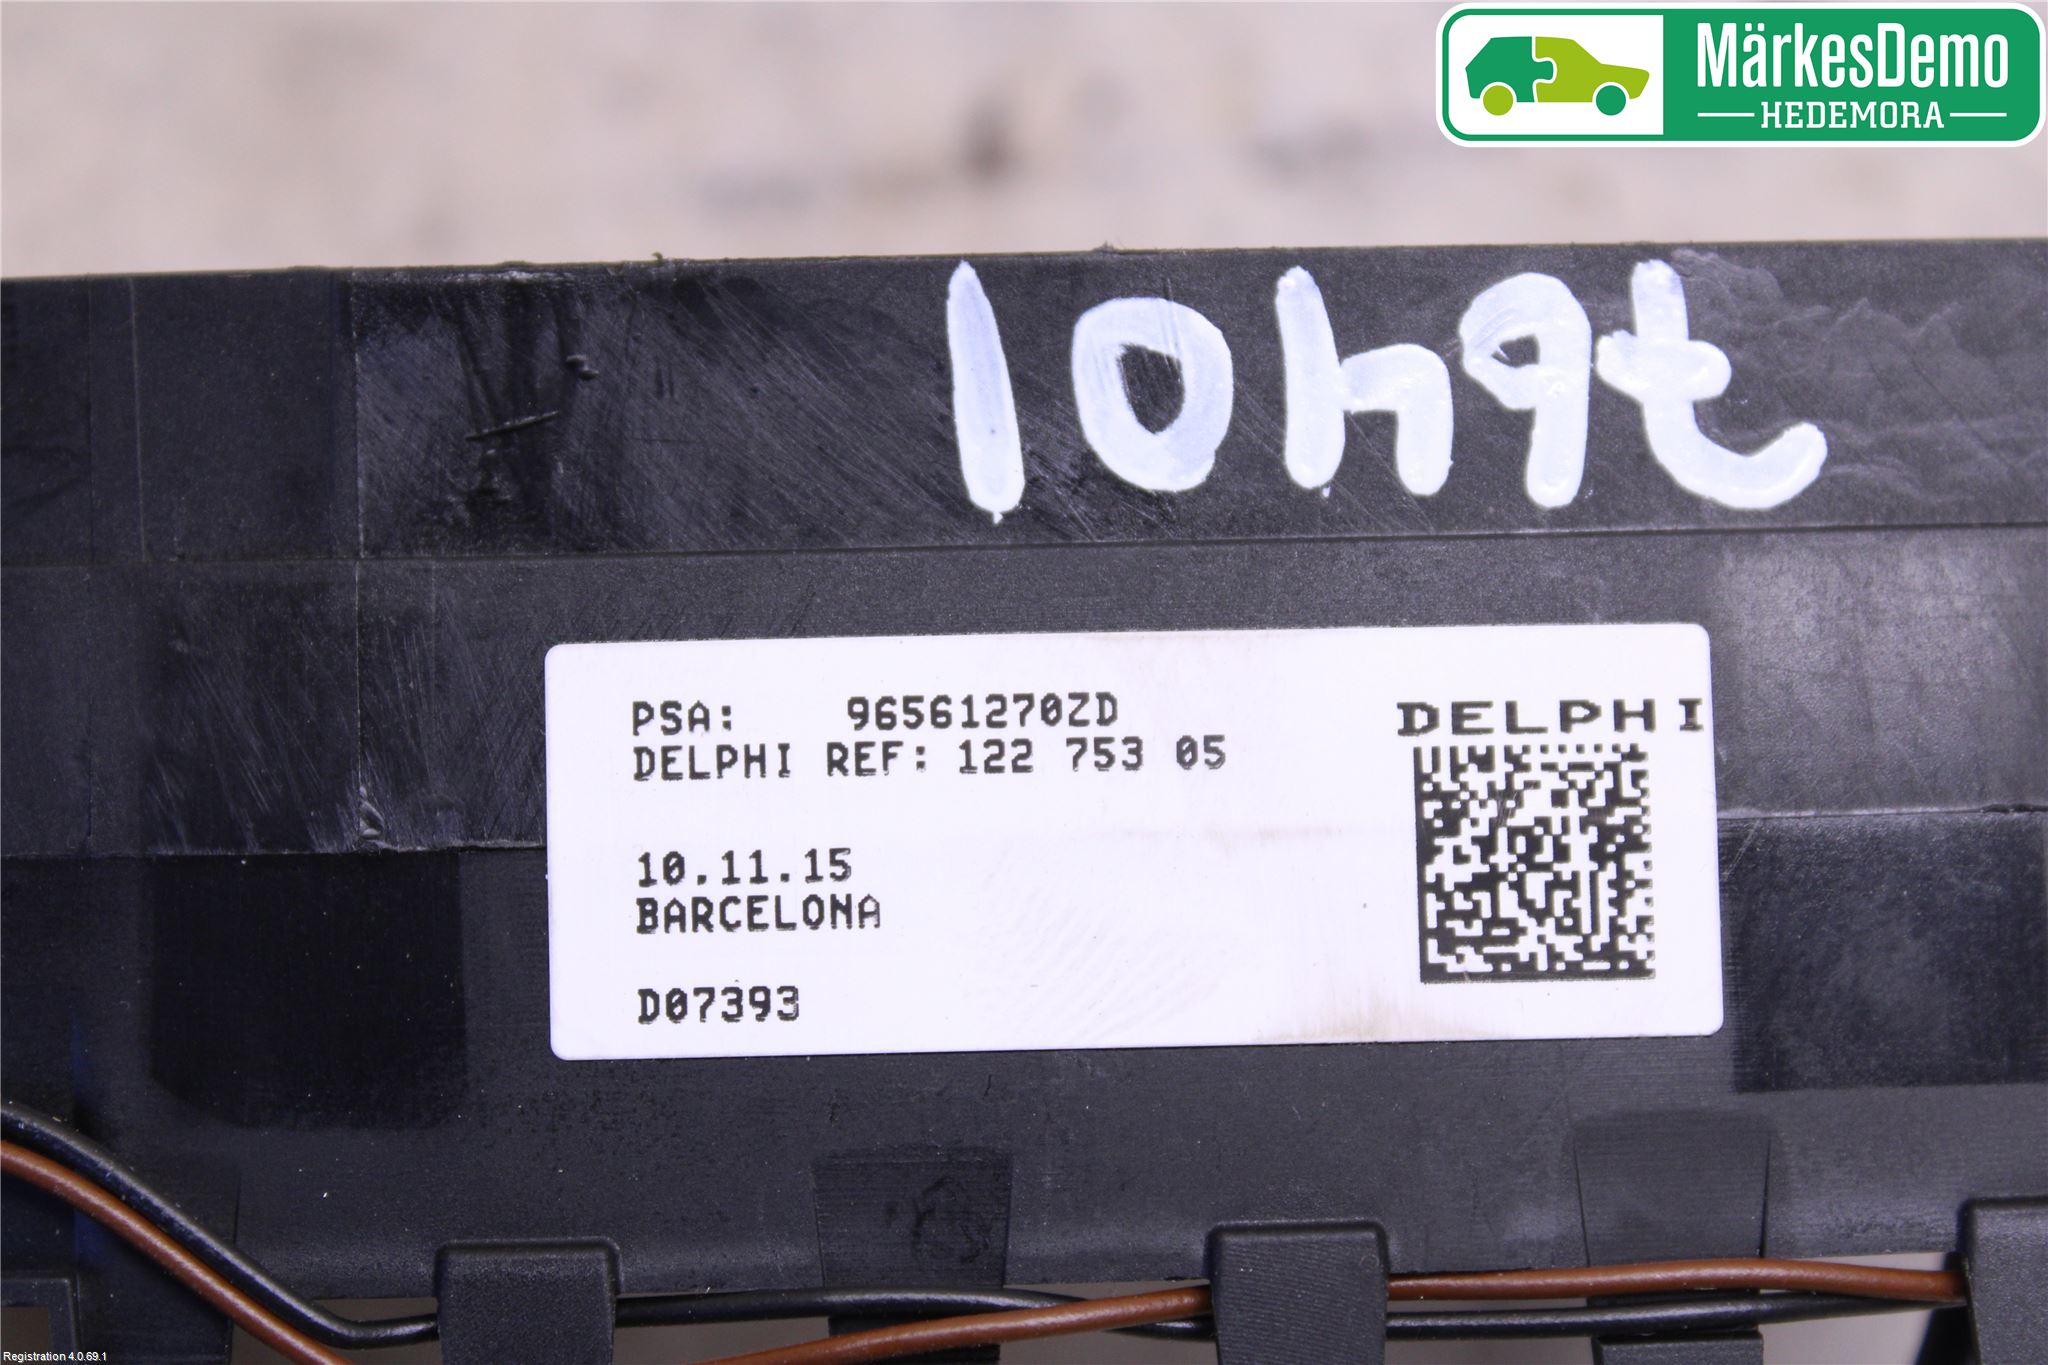 MärkesDemo
HEDEMORA
10h9t
PSA: 96561270ZD
DELPHI REF: 122 753 05
DELPHI
10.11.15
BARCELONA
D07393
Registration 4.0.69.1